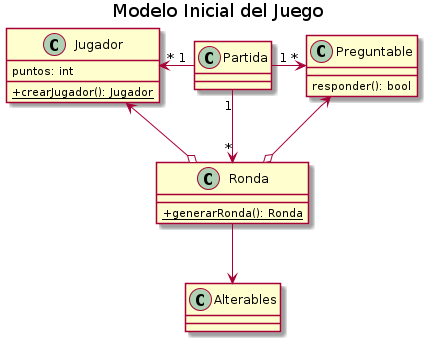 Modelo Inicial del Juego
C Jugador
puntos: int
+crearJugador(): Jugador
* 1
C Partida
1 *
C Preguntable
responder(): bool
1
*
C Ronda
+generarRonda(): Ronda
C Alterables